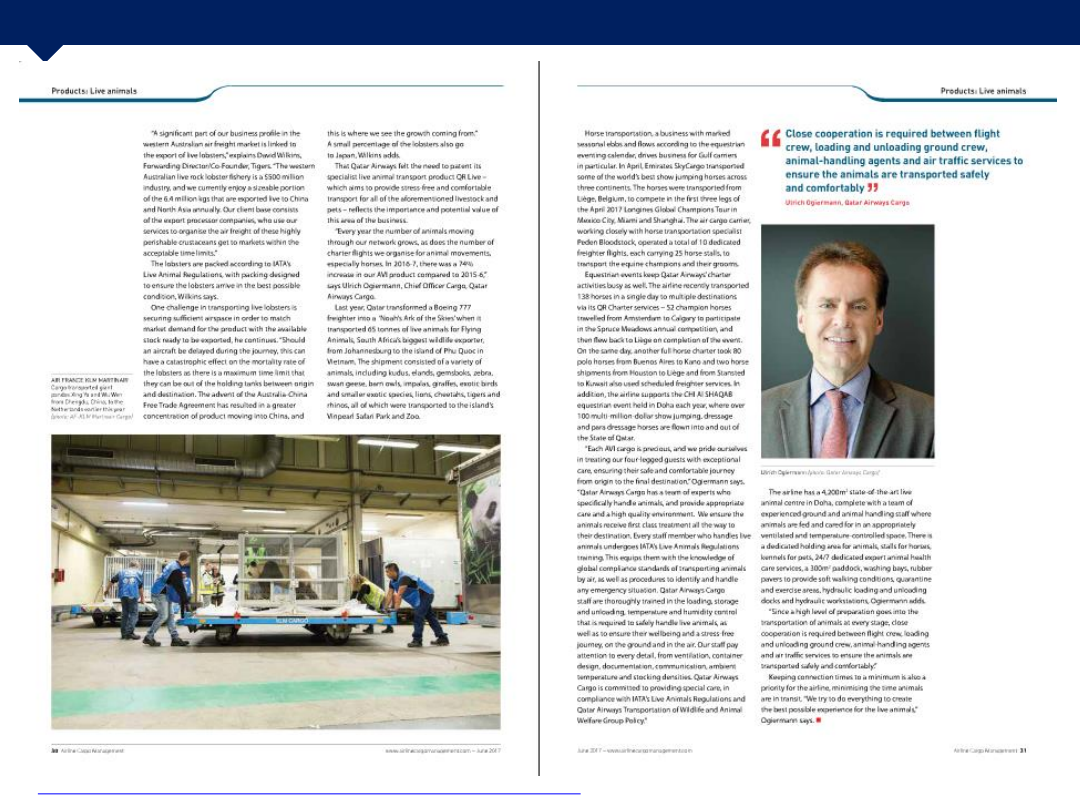 Products: Live animals
"A significant part of our business profile in the
western Australian air freight market is linked to
the export of live lobsters," explains David Wilkins,
Forwarding Director/Co-Founder, Tigers. "The western
Australian live rock lobster fishery is a $500 million
industry, and we currently enjoy a sizeable portion
of the 6.4 million kgs that are exported live to China
and North Asia annually. Our client base consists
of the export processor companies, who use our
services to organise the air freight of these highly
perishable crustaceans get to markets within the
acceptable time limits."
The lobsters are packed according to IATA's
Live Animal Regulations, with packing designed
to ensure the lobsters arrive in the best possible
condition, Wilkins says.
One challenge in transporting live lobsters is
securing sufficient airspace in order to match
market demand for the product with the available
stock ready to be exported, he continues. "Should
an aircraft be delayed during the journey, this can
have a catastrophic effect on the mortality rate of
the lobsters as there is a maximum time limit that
they can be out of the holding tanks between origin
and destination. The advent of the Australia-China
Free Trade Agreement has resulted in a greater
concentration of product moving into China, and
this is where we see the growth coming from."
A small percentage of the lobsters also go
to Japan, Wilkins adds.
That Qatar Airways felt the need to patent its
specialist live animal transport product QR Live –
which aims to provide stress-free and comfortable
transport for all of the aforementioned livestock and
pets – reflects the importance and potential value of
this area of the business.
"Every year the number of animals moving
through our network grows, as does the number of
charter flights we organise for animal movements,
especially horses. In 2016-7, there was a 74%
increase in our AVI product compared to 2015-6,"
says Ulrich Ogiermann, Chief Officer Cargo, Qatar
Airways Cargo.
Last year, Qatar transformed a Boeing 777
freighter into a 'Noah's Ark of the Skies' when it
transported 65 tonnes of live animals for Flying
Animals, South Africa's biggest wildlife exporter,
from Johannesburg to the island of Phu Quoc in
Vietnam. The shipment consisted of a variety of
animals, including kudus, elands, gemsboks, zebra,
swan geese, barn owls, impalas, giraffes, exotic birds
and smaller exotic species, lions, cheetahs, tigers and
rhinos, all of which were transported to the island's
Vinpearl Safari Park and Zoo.
AIR FRANCE KLM MARTINAIR
Cargo transported giant
pandas Xing Ya and Wu Wen
from Chengdu, China, to the
Netherlands earlier this year
(photo: AF-KLM Martinair Cargo)
KLM CARGO
30 Airline Cargo Management
www.airlinecargomanagement.com – June 2017
Products: Live animals
Horse transportation, a business with marked
seasonal ebbs and flows according to the equestrian
eventing calendar, drives business for Gulf carriers
in particular. In April, Emirates SkyCargo transported
some of the world's best show jumping horses across
three continents. The horses were transported from
Liège, Belgium, to compete in the first three legs of
the April 2017 Longines Global Champions Tour in
Mexico City, Miami and Shanghai. The air cargo carrier,
working closely with horse transportation specialist
Peden Bloodstock, operated a total of 10 dedicated
freighter flights, each carrying 25 horse stalls, to
transport the equine champions and their grooms.
Equestrian events keep Qatar Airways' charter
activities busy as well. The airline recently transported
138 horses in a single day to multiple destinations
via its QR Charter services – 52 champion horses
travelled from Amsterdam to Calgary to participate
in the Spruce Meadows annual competition, and
then flew back to Liège on completion of the event.
On the same day, another full horse charter took 80
polo horses from Buenos Aires to Kano and two horse
shipments from Houston to Liège and from Stansted
to Kuwait also used scheduled freighter services. In
addition, the airline supports the CHI Al SHAQAB
equestrian event held in Doha each year, where over
100 multi-million-dollar show jumping, dressage
and para-dressage horses are flown into and out of
the State of Qatar.
"Each AVI cargo is precious, and we pride ourselves
in treating our four-legged guests with exceptional
care, ensuring their safe and comfortable journey
from origin to the final destination," Ogiermann says.
"Qatar Airways Cargo has a team of experts who
specifically handle animals, and provide appropriate
care and a high quality environment. We ensure the
animals receive first class treatment all the way to
their destination. Every staff member who handles live
animals undergoes IATA's Live Animals Regulations
training. This equips them with the knowledge of
global compliance standards of transporting animals
by air, as well as procedures to identify and handle
any emergency situation. Qatar Airways Cargo
staff are thoroughly trained in the loading, storage
and unloading, temperature and humidity control
that is required to safely handle live animals, as
well as to ensure their wellbeing and a stress-free
journey, on the ground and in the air. Our staff pay
attention to every detail, from ventilation, container
design, documentation, communication, ambient
temperature and stocking densities. Qatar Airways
Cargo is committed to providing special care, in
compliance with IATA's Live Animals Regulations and
Qatar Airways Transportation of Wildlife and Animal
Welfare Group Policy."
“ Close cooperation is required between flight
crew, loading and unloading ground crew,
animal-handling agents and air traffic services to
ensure the animals are transported safely
and comfortably ”
Ulrich Ogiermann, Qatar Airways Cargo
Ulrich Ogiermann (photo: Qatar Airways Cargo)
The airline has a 4,200m² state-of-the-art live
animal centre in Doha, complete with a team of
experienced ground and animal handling staff where
animals are fed and cared for in an appropriately
ventilated and temperature-controlled space. There is
a dedicated holding area for animals, stalls for horses,
kennels for pets, 24/7 dedicated expert animal health
care services, a 300m² paddock, washing bays, rubber
pavers to provide soft walking conditions, quarantine
and exercise areas, hydraulic loading and unloading
docks and hydraulic workstations, Ogiermann adds.
"Since a high level of preparation goes into the
transportation of animals at every stage, close
cooperation is required between flight crew, loading
and unloading ground crew, animal-handling agents
and air traffic services to ensure the animals are
transported safely and comfortably."
Keeping connection times to a minimum is also a
priority for the airline, minimising the time animals
are in transit. "We try to do everything to create
the best possible experience for the live animals,"
Ogiermann says.
June 2017 – www.airlinecargomanagement.com
Airline Cargo Management 31